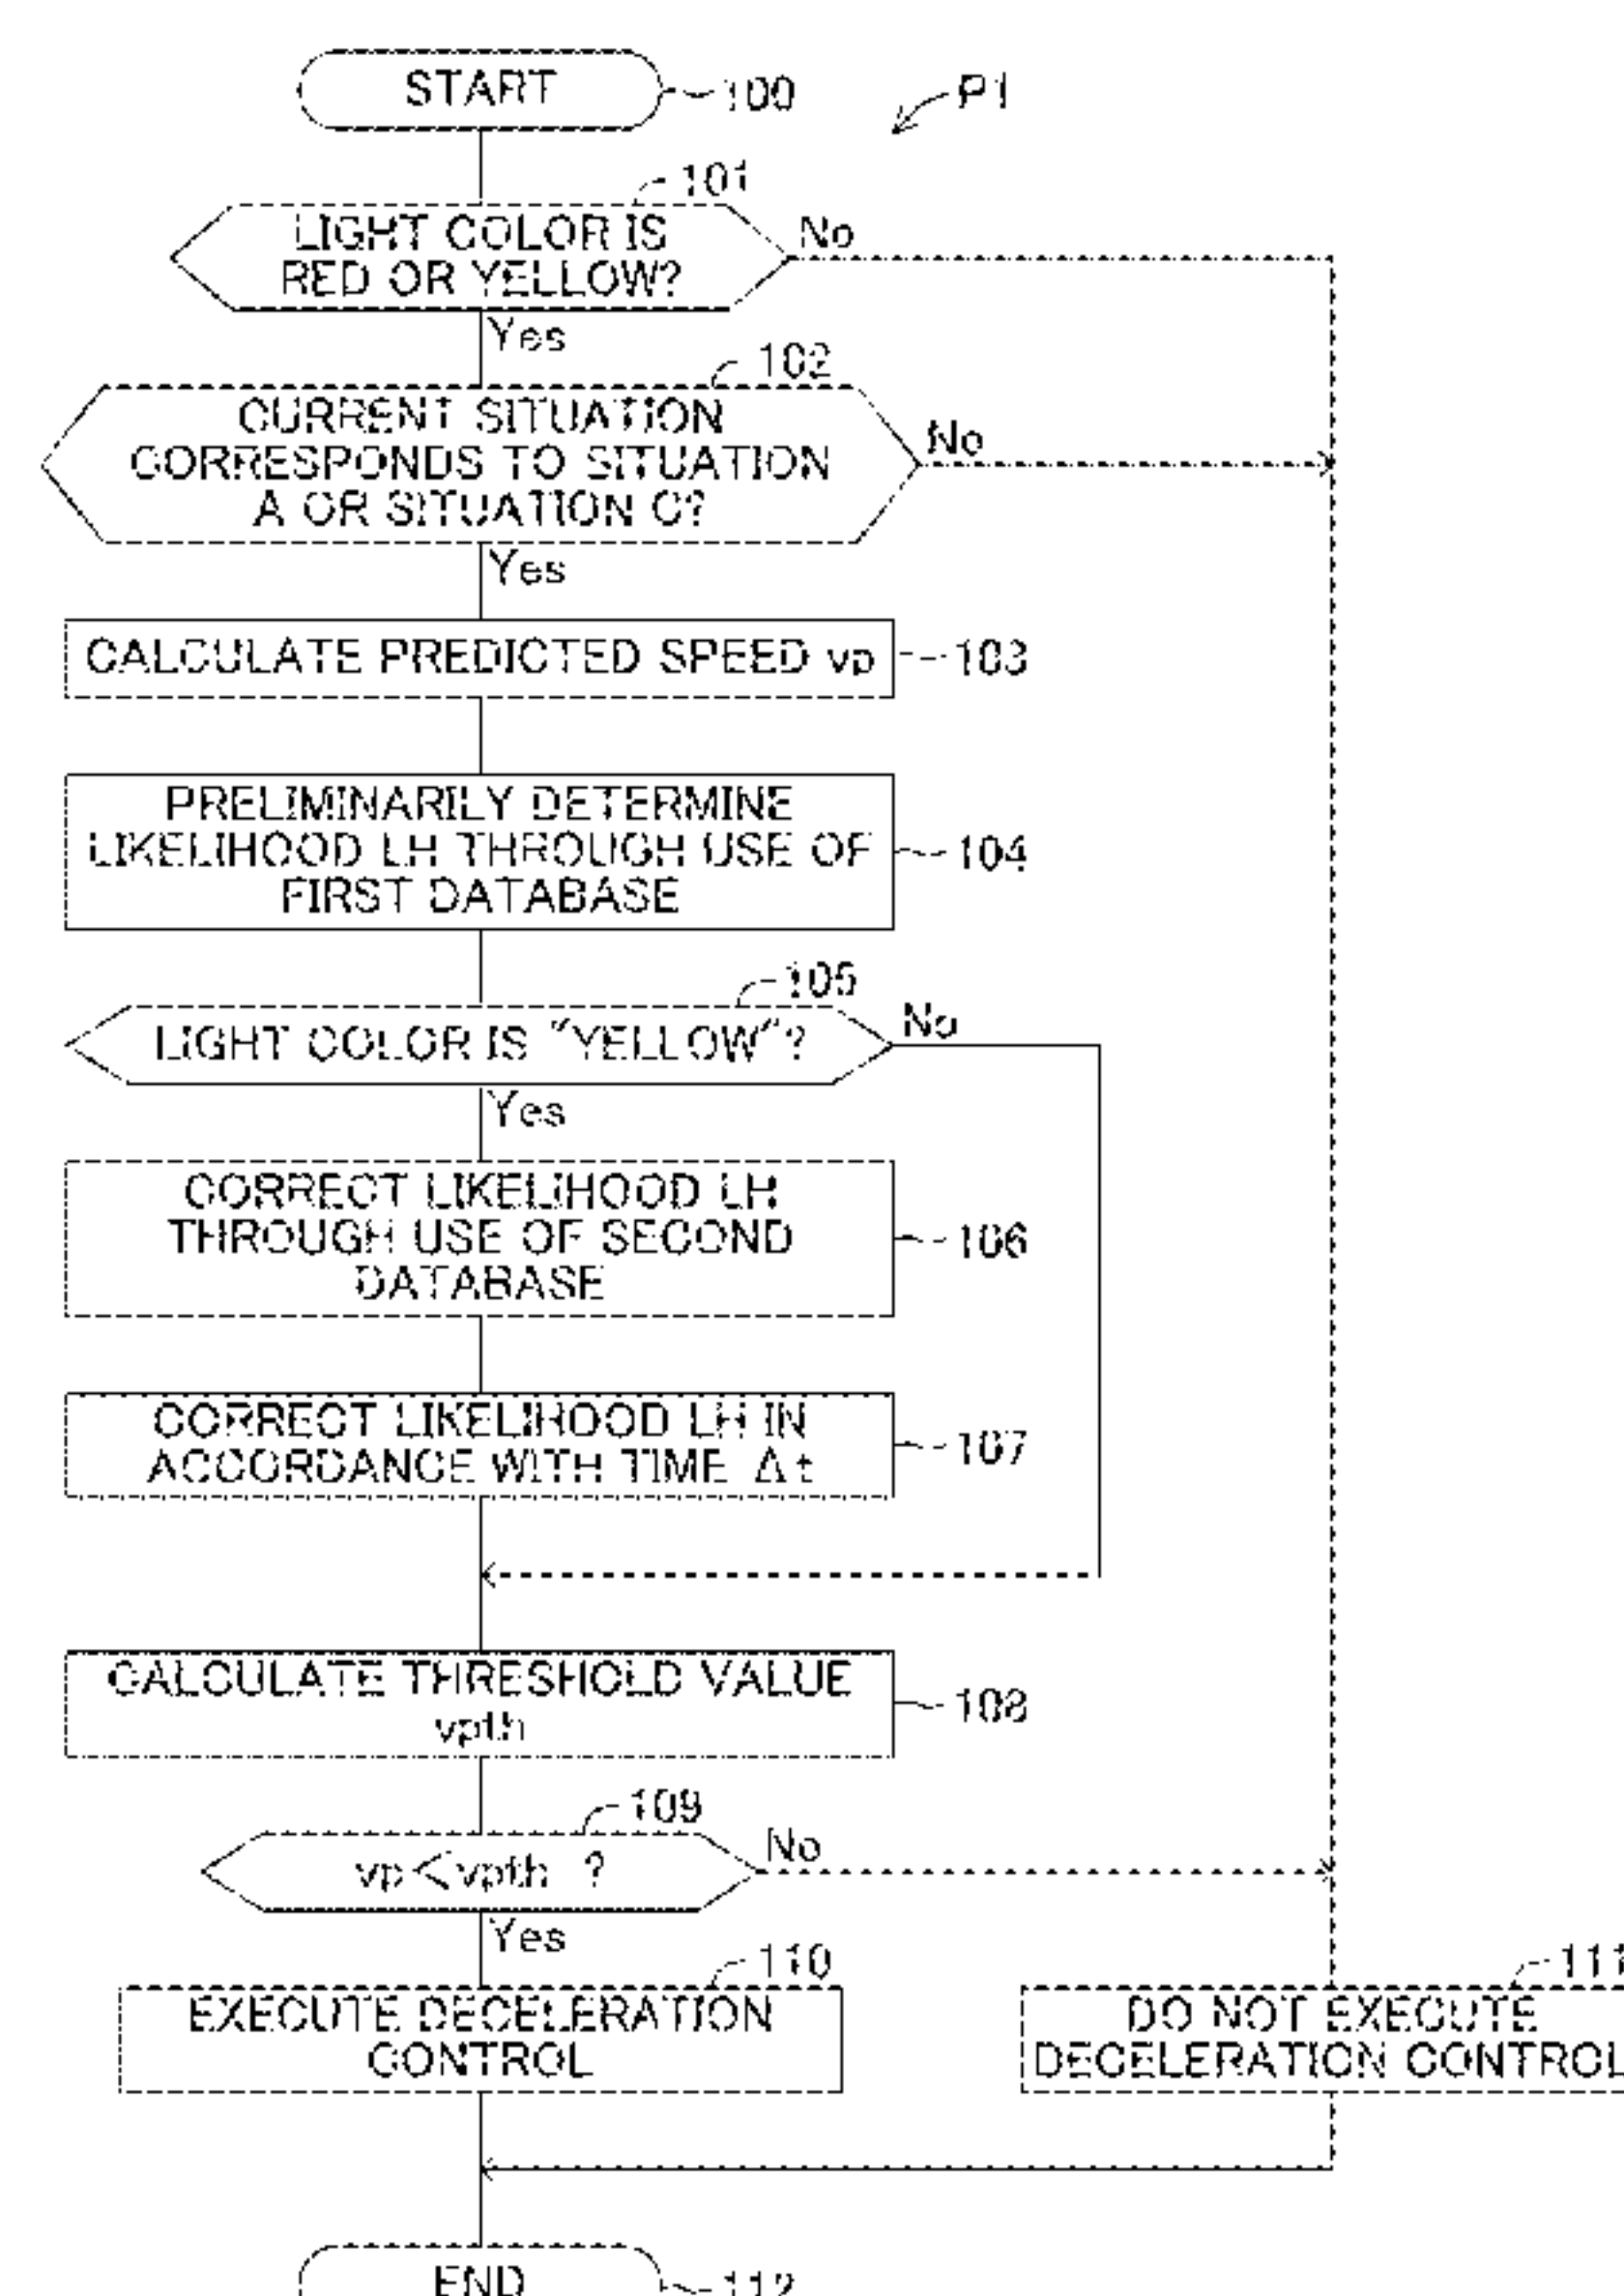 START
100
P1
101
LIGHT COLOR IS
RED OR YELLOW?
No
Yes
102
CURRENT SITUATION
CORRESPONDS TO SITUATION
A OR SITUATION C?
No
Yes
CALCULATE PREDICTED SPEED vp
103
PRELIMINARILY DETERMINE
LIKELIHOOD LH THROUGH USE OF
FIRST DATABASE
104
105
LIGHT COLOR IS "YELLOW"?
No
Yes
CORRECT LIKELIHOOD LH
THROUGH USE OF SECOND
DATABASE
106
CORRECT LIKELIHOOD LH IN
ACCORDANCE WITH TIME Δt
107
CALCULATE THRESHOLD VALUE
vpth
108
109
vp<vpth ?
No
Yes
110
EXECUTE DECELERATION
CONTROL
111
DO NOT EXECUTE
DECELERATION CONTROL
END
112